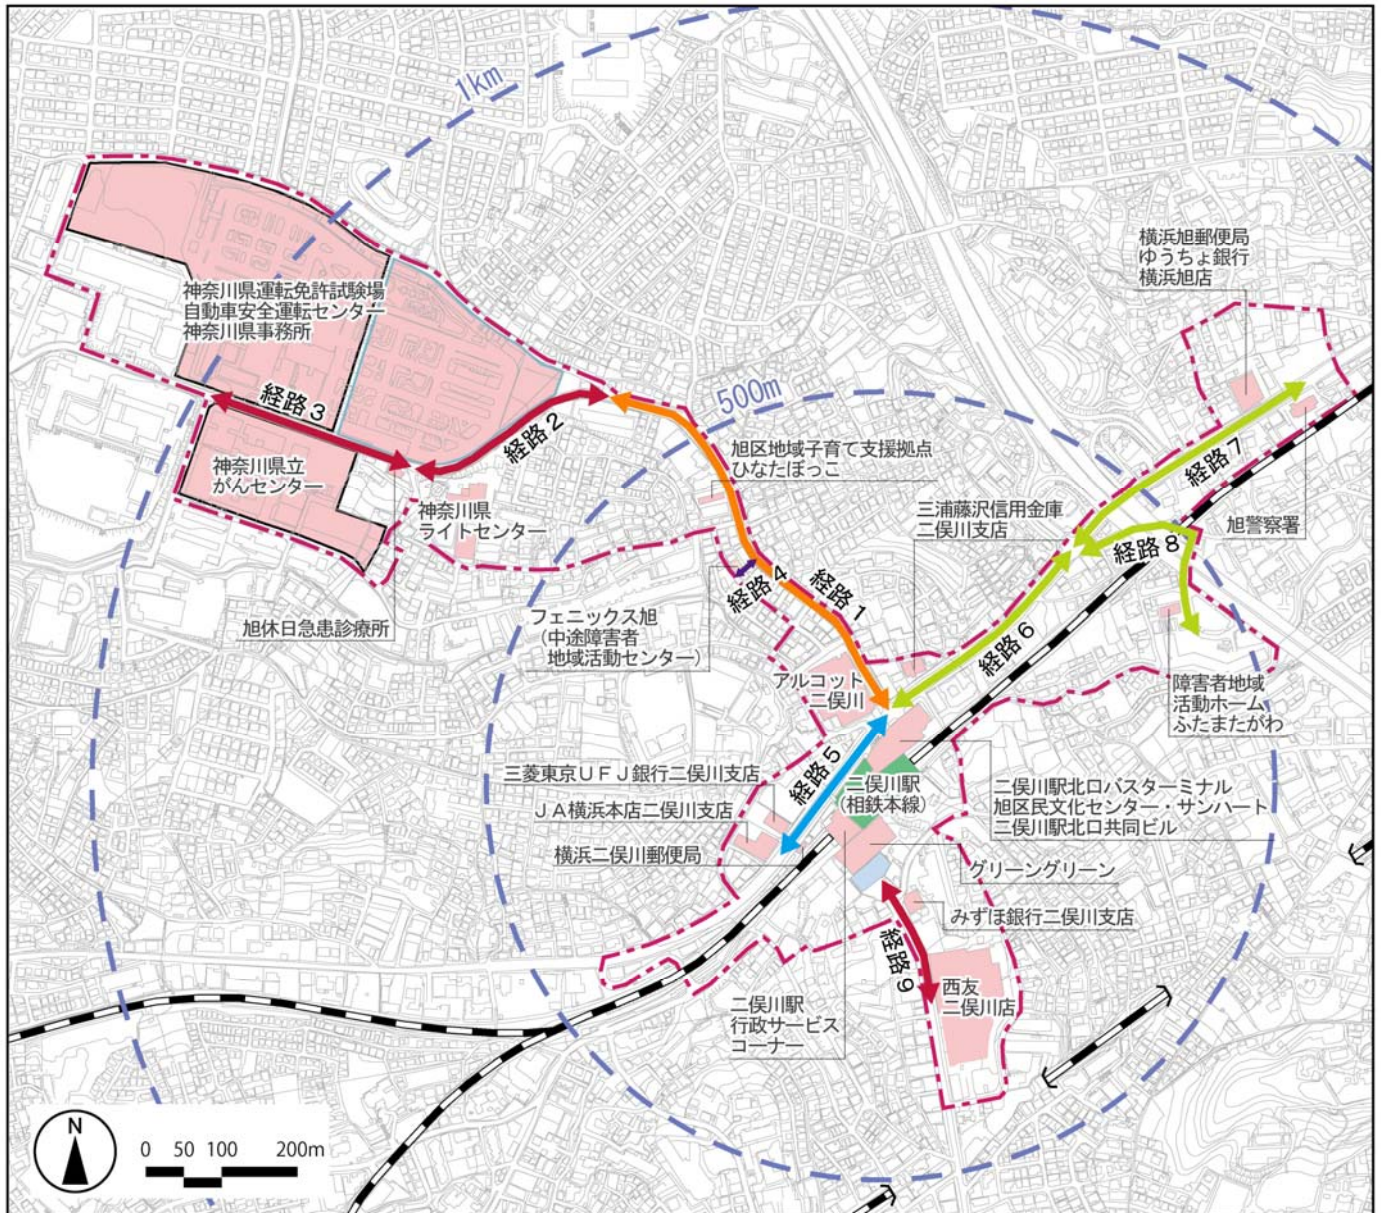 1km
500m
横浜旭郵便局
ゆうちょ銀行
横浜旭店
神奈川県運転免許試験場
自動車安全運転センター
神奈川県事務所
経路3
経路2
経路7
旭区地域子育て支援拠点
ひなたぼっこ
神奈川県立
がんセンター
神奈川県
ライトセンター
三浦藤沢信用金庫
二俣川支店
旭警察署
経路8
経路4
経路1
旭休日急患診療所
フェニックス旭
(中途障害者
地域活動センター)
経路6
アルコット
二俣川
障害者地域
活動ホーム
ふたまたがわ
三菱東京UFJ銀行二俣川支店
経路5
二俣川駅
(相鉄本線)
二俣川駅北口バスターミナル
旭区民文化センター・サンハート
二俣川駅北口共同ビル
JA横浜本店二俣川支店
横浜二俣川郵便局
グリーングリーン
みずほ銀行二俣川支店
経路9
西友
二俣川店
二俣川駅
行政サービス
コーナー
N
0 50 100 200m